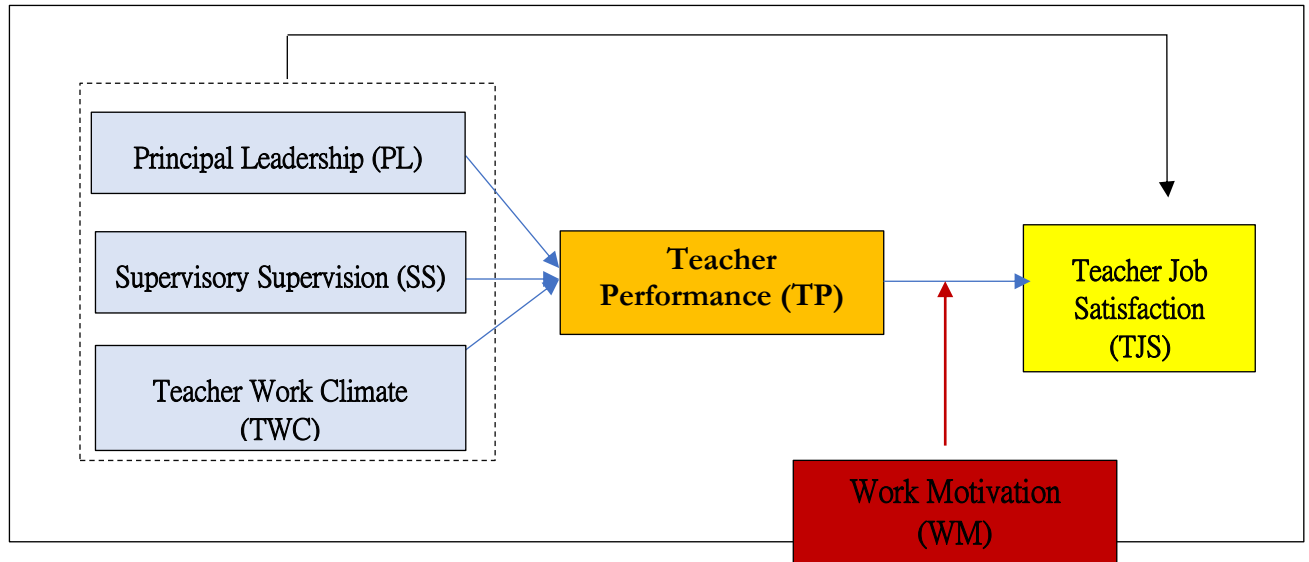 Principal Leadership (PL)
Supervisory Supervision (SS)
Teacher Work Climate
(TWC)
Teacher
Performance (TP)
Teacher Job
Satisfaction
(TJS)
Work Motivation
(WM)